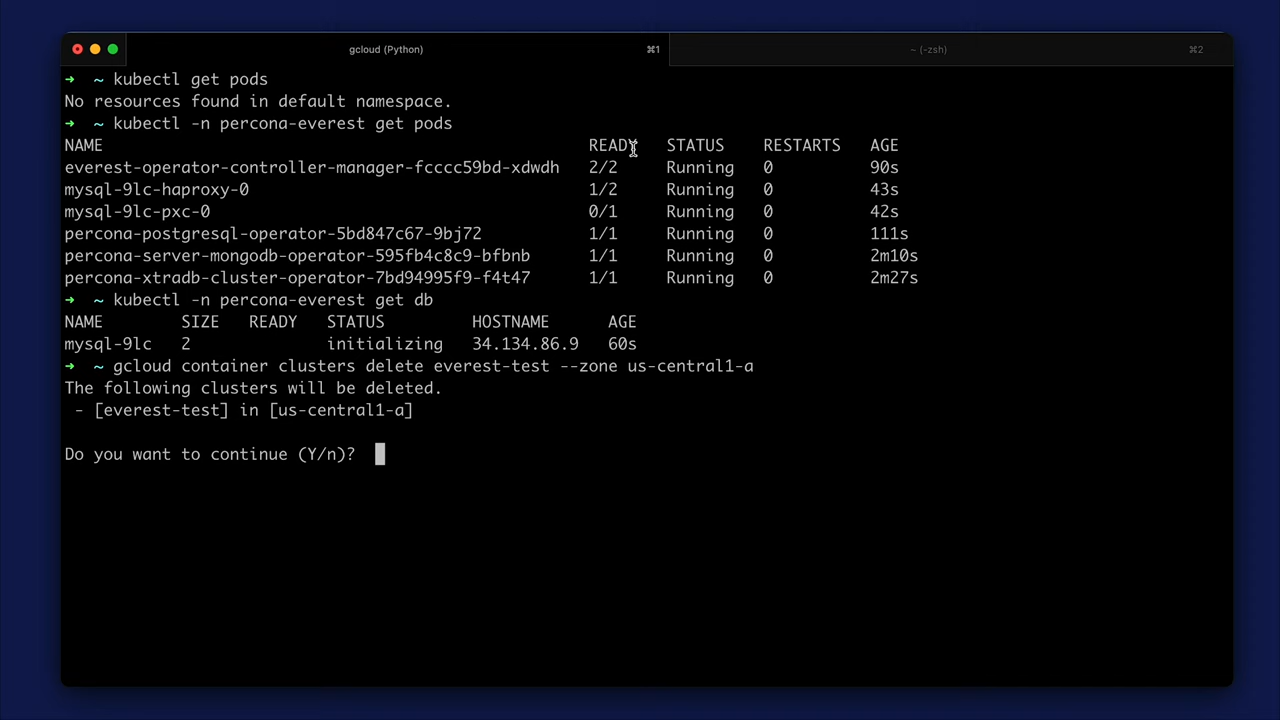 gcloud (Python) ⌘1 ~ (-zsh) ⌘2
➜ ~ kubectl get pods
No resources found in default namespace.
➜ ~ kubectl -n percona-everest get pods
NAME READY STATUS RESTARTS AGE
everest-operator-controller-manager-fcccc59bd-xdwdh 2/2 Running 0 90s
mysql-9lc-haproxy-0 1/2 Running 0 43s
mysql-9lc-pxc-0 0/1 Running 0 42s
percona-postgresql-operator-5bd847c67-9bj72 1/1 Running 0 111s
percona-server-mongodb-operator-595fb4c8c9-bfbnb 1/1 Running 0 2m10s
percona-xtradb-cluster-operator-7bd94995f9-f4t47 1/1 Running 0 2m27s
➜ ~ kubectl -n percona-everest get db
NAME SIZE READY STATUS HOSTNAME AGE
mysql-9lc 2 initializing 34.134.86.9 60s
➜ ~ gcloud container clusters delete everest-test --zone us-central1-a
The following clusters will be deleted.
- [everest-test] in [us-central1-a]
Do you want to continue (Y/n)?